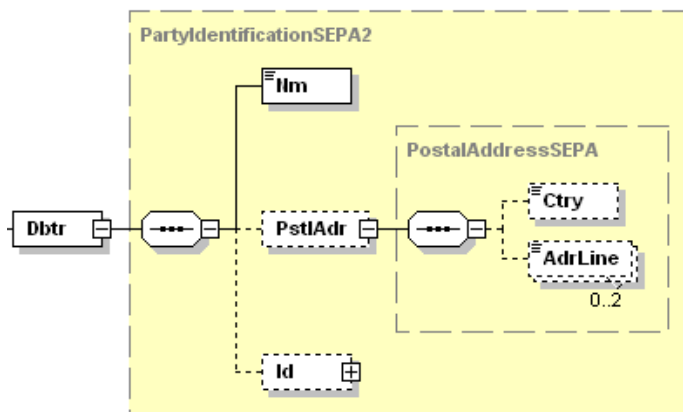 PartyIdentificationSEPA2
Nm
PostalAddressSEPA
Ctry
Dbtr
PstlAdr
AdrLine
0..2
Id